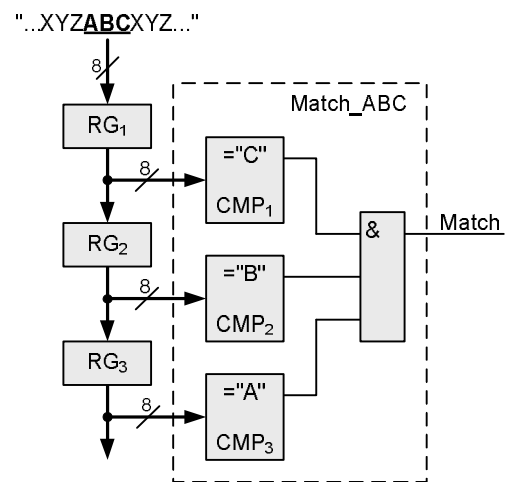 "...XYZABCXYZ..."
8
RG1
Match_ABC
="C"
8
CMP1
RG2
&
Match
="B"
8
CMP2
RG3
="A"
8
CMP3